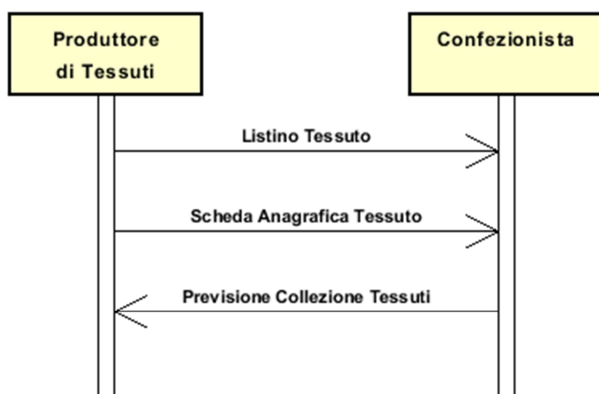 Produttore
di Tessuti
Confezionista
Listino Tessuto
Scheda Anagrafica Tessuto
Previsione Collezione Tessuti